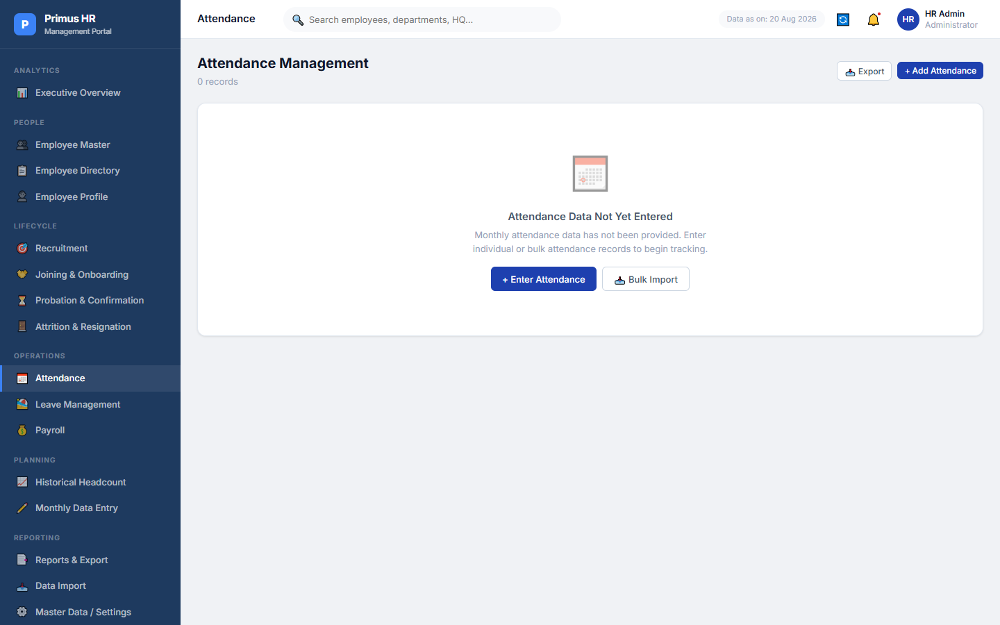 P
Primus HR
Management Portal
ANALYTICS
Executive Overview
PEOPLE
Employee Master
Employee Directory
Employee Profile
LIFECYCLE
Recruitment
Joining & Onboarding
Probation & Confirmation
Attrition & Resignation
OPERATIONS
Attendance
Leave Management
Payroll
PLANNING
Historical Headcount
Monthly Data Entry
REPORTING
Reports & Export
Data Import
Master Data / Settings
Attendance
Search employees, departments, HQ...
Data as on: 20 Aug 2026
HR
HR Admin
Administrator
Attendance Management
0 records
Export
+ Add Attendance
Attendance Data Not Yet Entered
Monthly attendance data has not been provided. Enter
individual or bulk attendance records to begin tracking.
+ Enter Attendance
Bulk Import